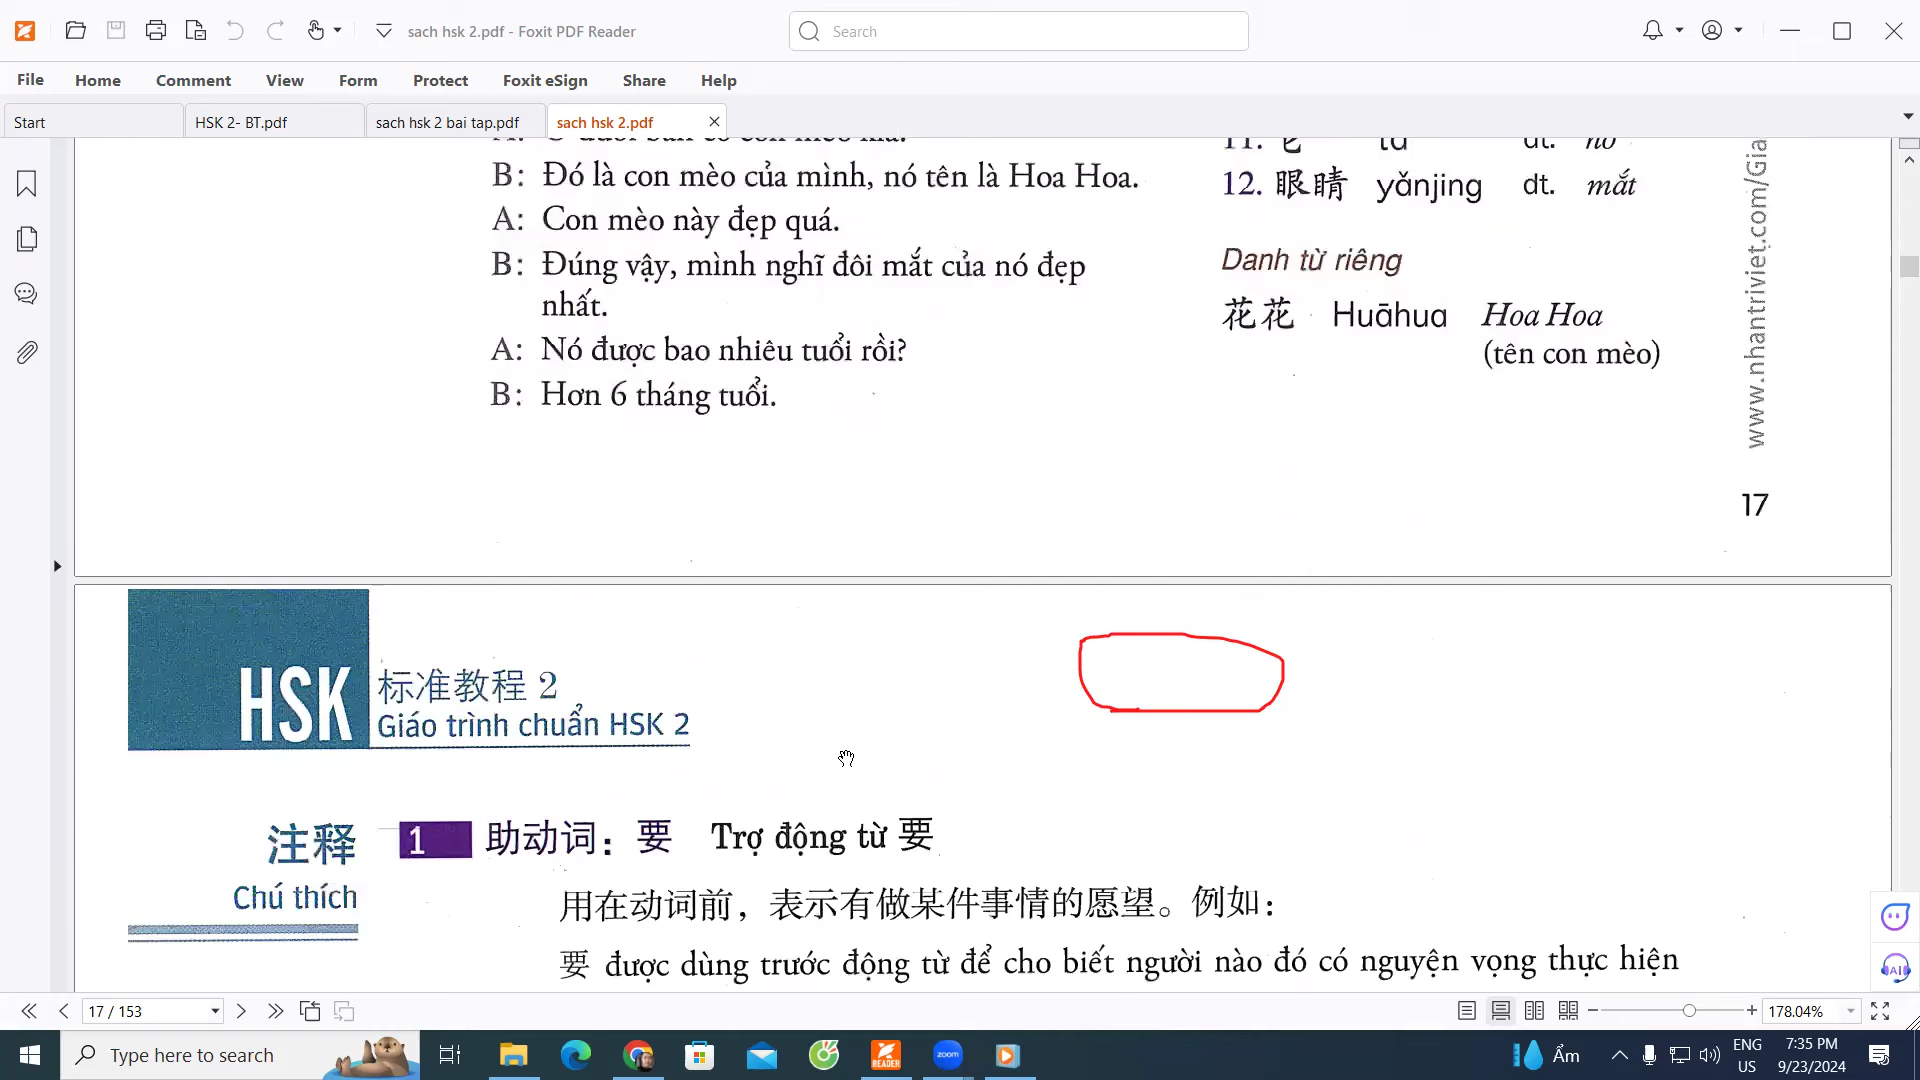 sach hsk 2.pdf - Foxit PDF Reader
Search
File Home Comment View Form Protect Foxit eSign Share Help
Start
HSK 2- BT.pdf
sach hsk 2 bai tap.pdf
sach hsk 2.pdf
B: Đó là con mèo của mình, nó tên là Hoa Hoa.
A: Con mèo này đẹp quá.
B: Đúng vậy, mình nghĩ đôi mắt của nó đẹp
nhất.
A: Nó được bao nhiêu tuổi rồi?
B: Hơn 6 tháng tuổi.
11. 它 tā dt. nó
12. 眼睛 yǎnjing dt. mắt
Danh từ riêng
花花 Huāhua Hoa Hoa
(tên con mèo)
www.nhantriviet.com/Gia
17
HSK 标准教程 2
Giáo trình chuẩn HSK 2
注释
Chú thích
1 助动词：要 Trợ động từ 要
用在动词前，表示有做某件事情的愿望。例如：
要 được dùng trước động từ để cho biết người nào đó có nguyện vọng thực hiện
17 / 153
178.04%
Type here to search
READER
zoom
AI
Ẩm
ENG
US
7:35 PM
9/23/2024